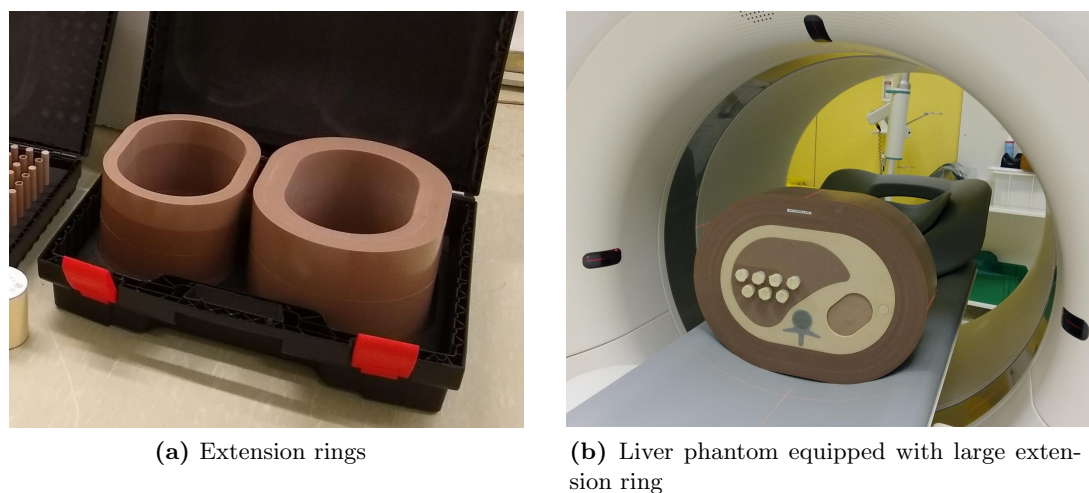 (a) Extension rings
(b) Liver phantom equipped with large exten-
sion ring